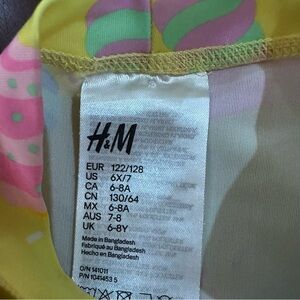 H&M
EUR 122/128
US 6X/7
CA 6-8A
CN 130/64
MX 6-8A
AUS 7-8
UK 6-8Y
Made in Bangladesh
Fabriqué au Bangladesh
Hecho en Bangladesh
O/N 141011
P/N 1041453 5